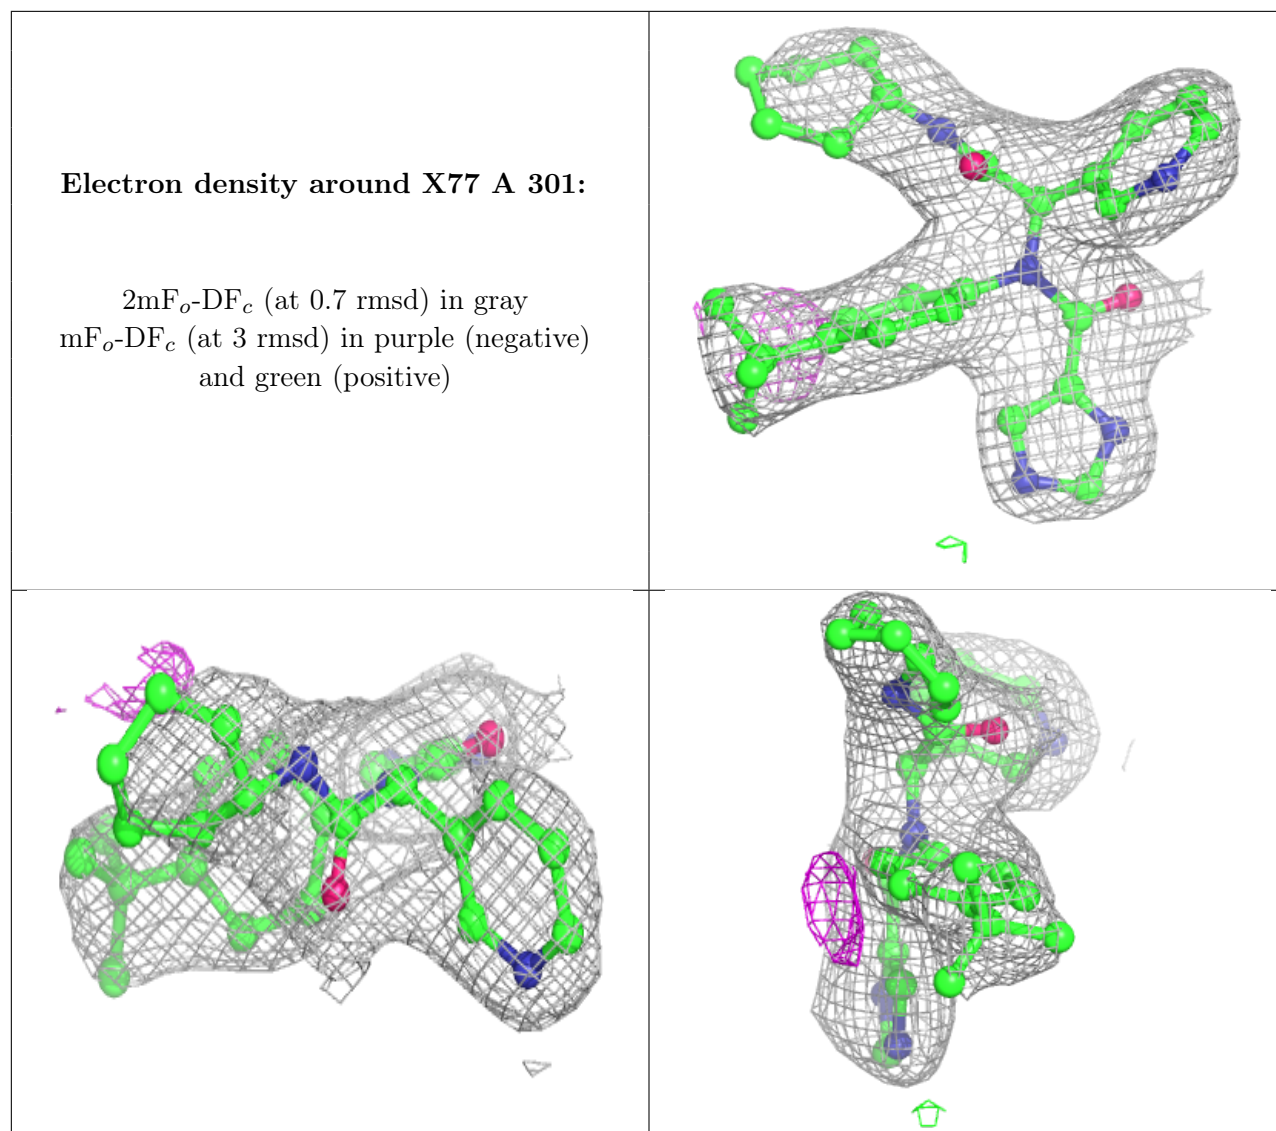 Electron density around X77 A 301:
2mFₒ-DF𝒸 (at 0.7 rmsd) in gray
mFₒ-DF𝒸 (at 3 rmsd) in purple (negative)
and green (positive)